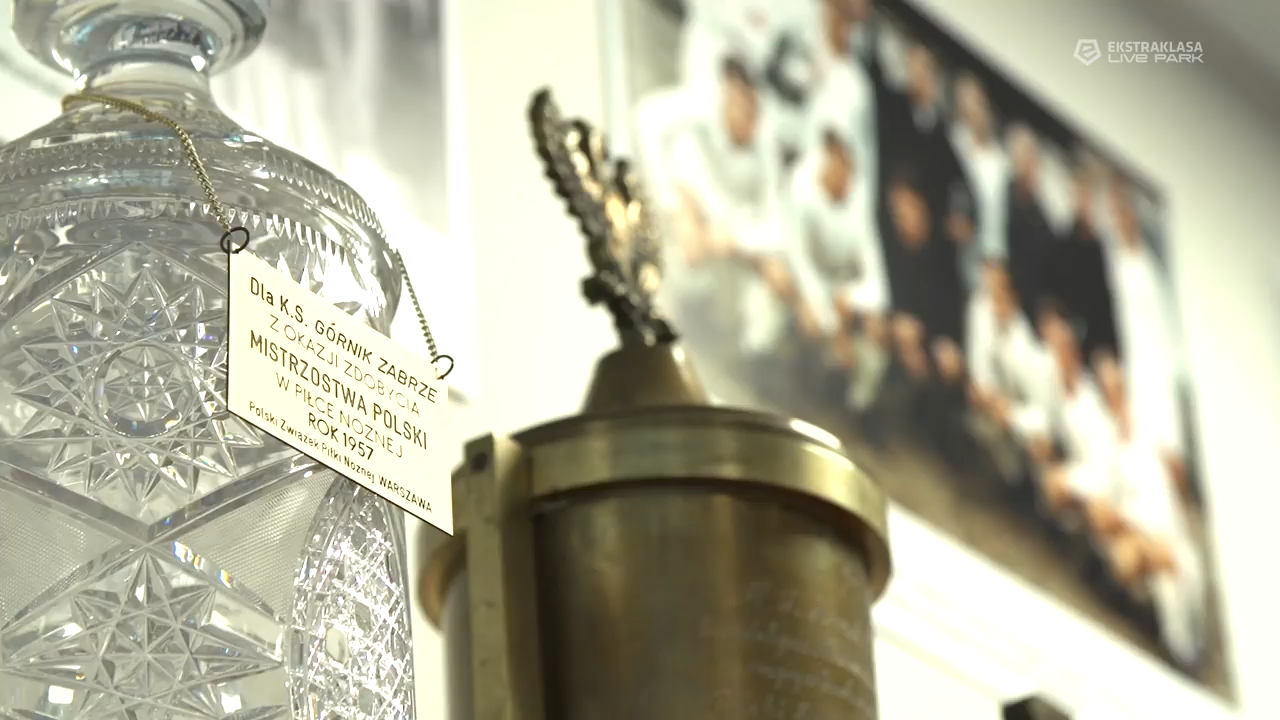 EKSTRAKLASA
LIVE PARK
Dla K.S. GÓRNIK ZABRZE
Z OKAZJI ZDOBYCIA
MISTRZOSTWA POLSKI
W PIŁCE NOŻNEJ
ROK 1957
Polski Związek Piłki Nożnej WARSZAWA